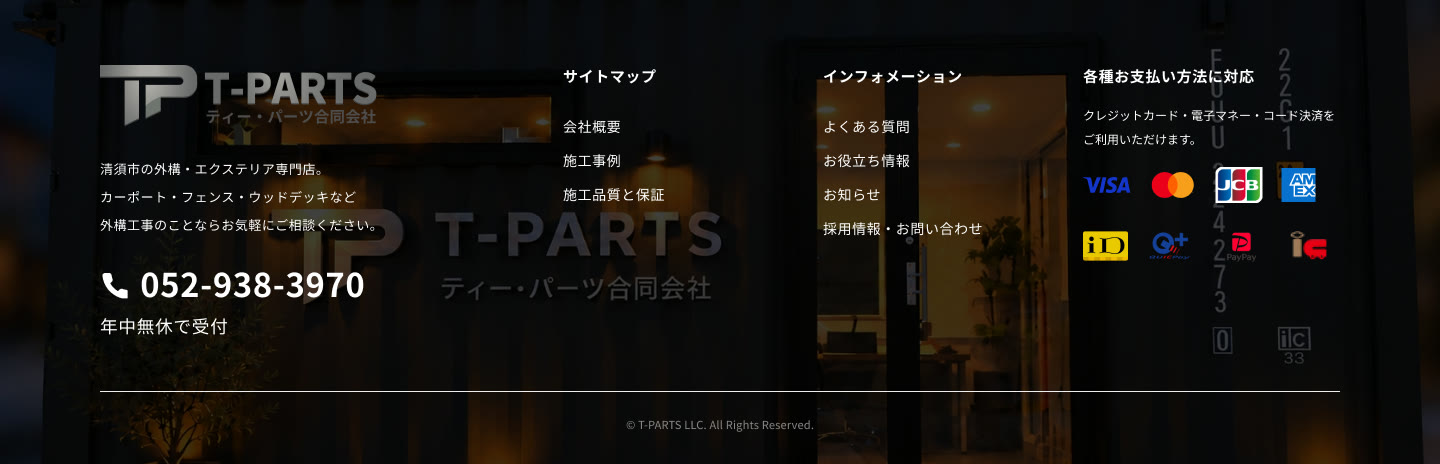 T-PARTS
ティー・パーツ合同会社
清須市の外構・エクステリア専門店。
カーポート・フェンス・ウッドデッキなど
外構工事のことならお気軽にご相談ください。
052-938-3970
年中無休で受付
サイトマップ
会社概要
施工事例
施工品質と保証
インフォメーション
よくある質問
お役立ち情報
お知らせ
採用情報・お問い合わせ
各種お支払い方法に対応
クレジットカード・電子マネー・コード決済を
ご利用いただけます。
VISA
JCB
AMEX
iD
QUICPay
PayPay
T-PARTS
ティー・パーツ合同会社
© T-PARTS LLC. All Rights Reserved.